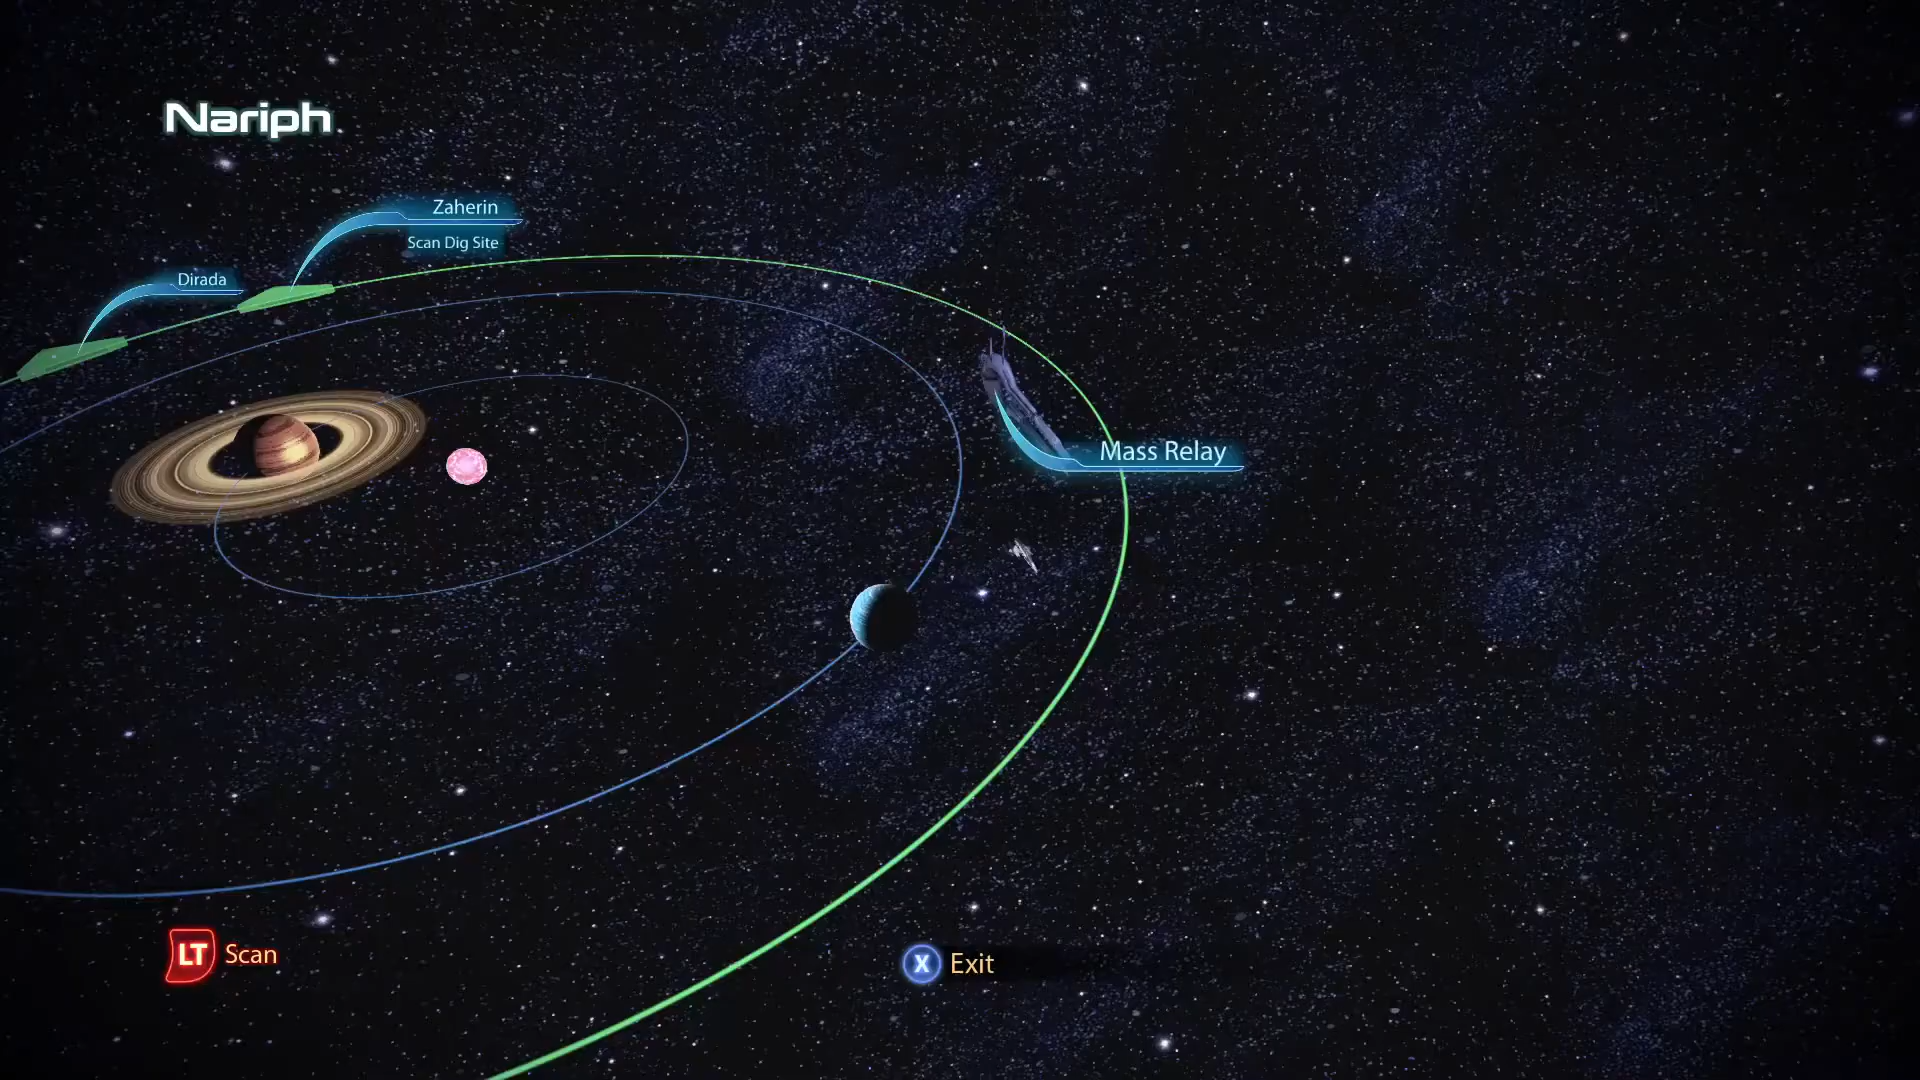 Nariph
Zaherin
Scan Dig Site
Dirada
Mass Relay
LT Scan
X Exit